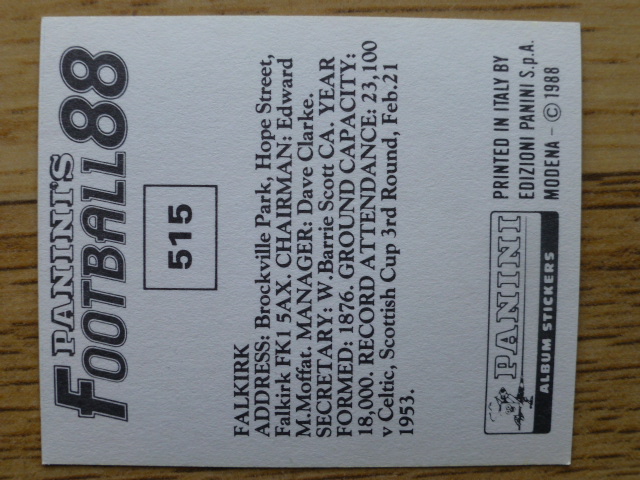 PANINI'S
FOOTBALL 88
515
FALKIRK
ADDRESS: Brockville Park, Hope Street,
Falkirk FK1 5AX. CHAIRMAN: Edward
M.Moffat. MANAGER: Dave Clarke.
SECRETARY: W.Barrie Scott CA. YEAR
FORMED: 1876. GROUND CAPACITY:
18,000. RECORD ATTENDANCE: 23,100
v Celtic, Scottish Cup 3rd Round, Feb.21
1953.
PANINI
ALBUM STICKERS
PRINTED IN ITALY BY
EDIZIONI PANINI S.p.A.
MODENA - © 1988